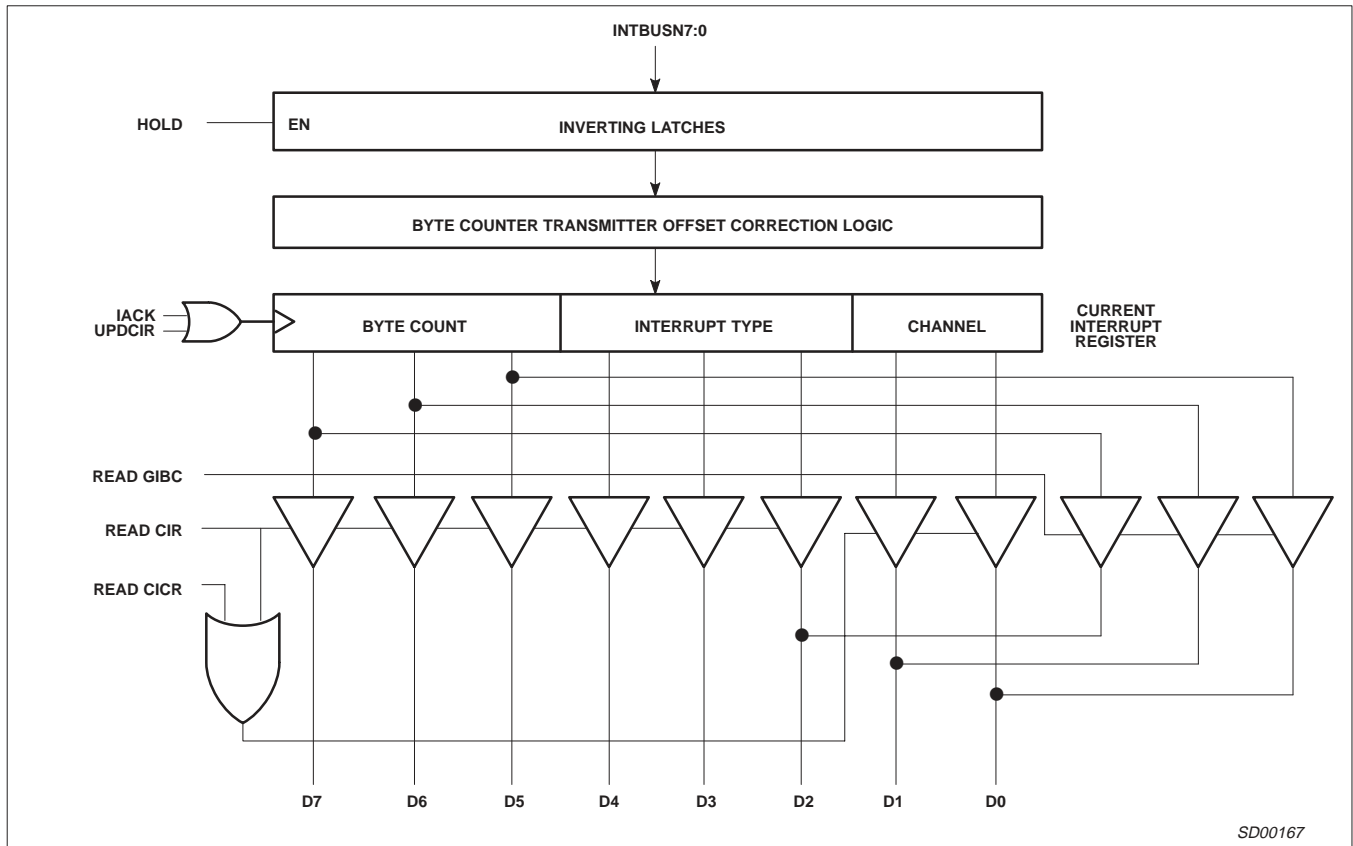 INTBUSN7:0
HOLD
EN
INVERTING LATCHES
BYTE COUNTER TRANSMITTER OFFSET CORRECTION LOGIC
IACK
UPDCIR
BYTE COUNT
INTERRUPT TYPE
CHANNEL
CURRENT
INTERRUPT
REGISTER
READ GIBC
READ CIR
READ CICR
D7
D6
D5
D4
D3
D2
D1
D0
SD00167